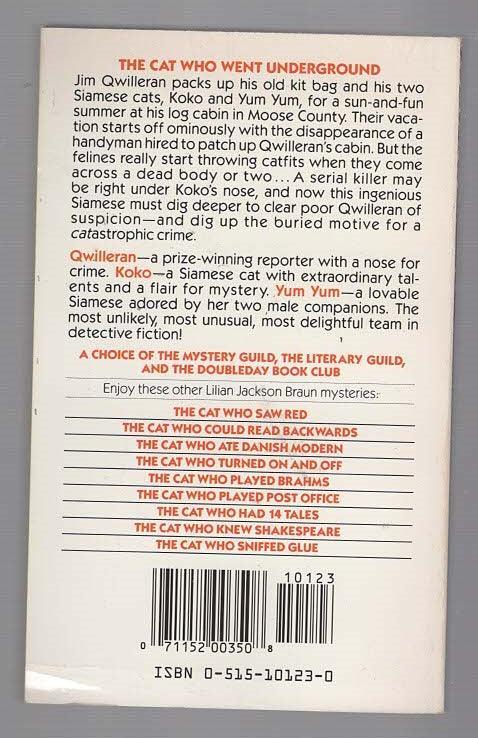 THE CAT WHO WENT UNDERGROUND
Jim Qwilleran packs up his old kit bag and his two
Siamese cats, Koko and Yum Yum, for a sun-and-fun
summer at his log cabin in Moose County. Their vaca-
tion starts off ominously with the disappearance of a
handyman hired to patch up Qwilleran's cabin. But the
felines really start throwing catfits when they come
across a dead body or two... A serial killer may
be right under Koko's nose, and now this ingenious
Siamese must dig deeper to clear poor Qwilleran of
suspicion—and dig up the buried motive for a
catastrophic crime.
Qwilleran—a prize-winning reporter with a nose for
crime. Koko—a Siamese cat with extraordinary tal-
ents and a flair for mystery. Yum Yum—a lovable
Siamese adored by her two male companions. The
most unlikely, most unusual, most delightful team in
detective fiction!
A CHOICE OF THE MYSTERY GUILD, THE LITERARY GUILD,
AND THE DOUBLEDAY BOOK CLUB
Enjoy these other Lilian Jackson Braun mysteries:
THE CAT WHO SAW RED
THE CAT WHO COULD READ BACKWARDS
THE CAT WHO ATE DANISH MODERN
THE CAT WHO TURNED ON AND OFF
THE CAT WHO PLAYED BRAHMS
THE CAT WHO PLAYED POST OFFICE
THE CAT WHO HAD 14 TALES
THE CAT WHO KNEW SHAKESPEARE
THE CAT WHO SNIFFED GLUE
10123
0 71152 00350 8
ISBN 0-515-10123-0